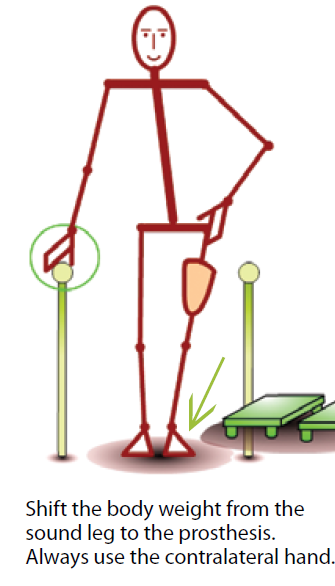 Shift the body weight from the
sound leg to the prosthesis.
Always use the contralateral hand.